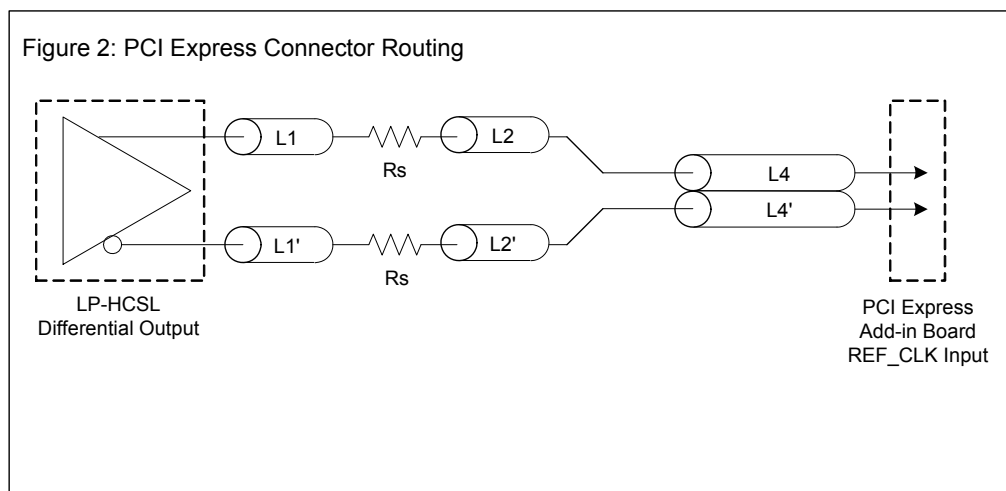 Figure 2: PCI Express Connector Routing
L1
Rs
L2
L4
L4'
L1'
Rs
L2'
LP-HCSL
Differential Output
PCI Express
Add-in Board
REF_CLK Input